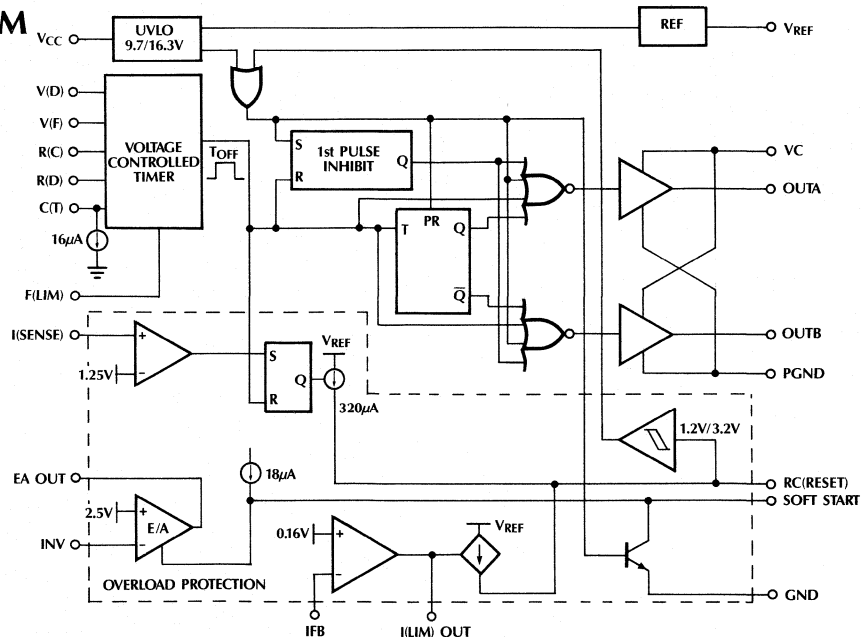 M
VCC
UVLO
9.7/16.3V
REF
VREF
V(D)
V(F)
R(C)
R(D)
C(T)
16µA
F(LIM)
VOLTAGE
CONTROLLED
TIMER
TOFF
S
R
1st PULSE
INHIBIT
Q
PR
T
Q
Q̅
VC
OUTA
OUTB
PGND
I(SENSE)
+
−
1.25V
S
R
Q
VREF
320µA
1.2V/3.2V
RC(RESET)
SOFT START
EA OUT
18µA
2.5V
+
−
E/A
INV
0.16V
+
−
VREF
OVERLOAD PROTECTION
GND
IFB
I(LIM) OUT